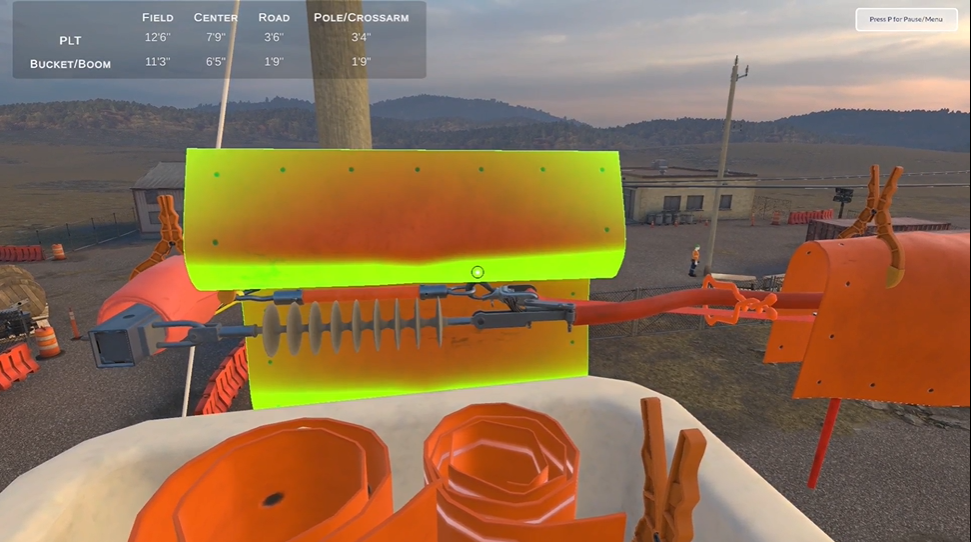 FIELD CENTER ROAD POLE/CROSSARM
PLT 12'6" 7'9" 3'6" 3'4"
BUCKET/BOOM 11'3" 6'5" 1'9" 1'9"
Press P for Pause/Menu